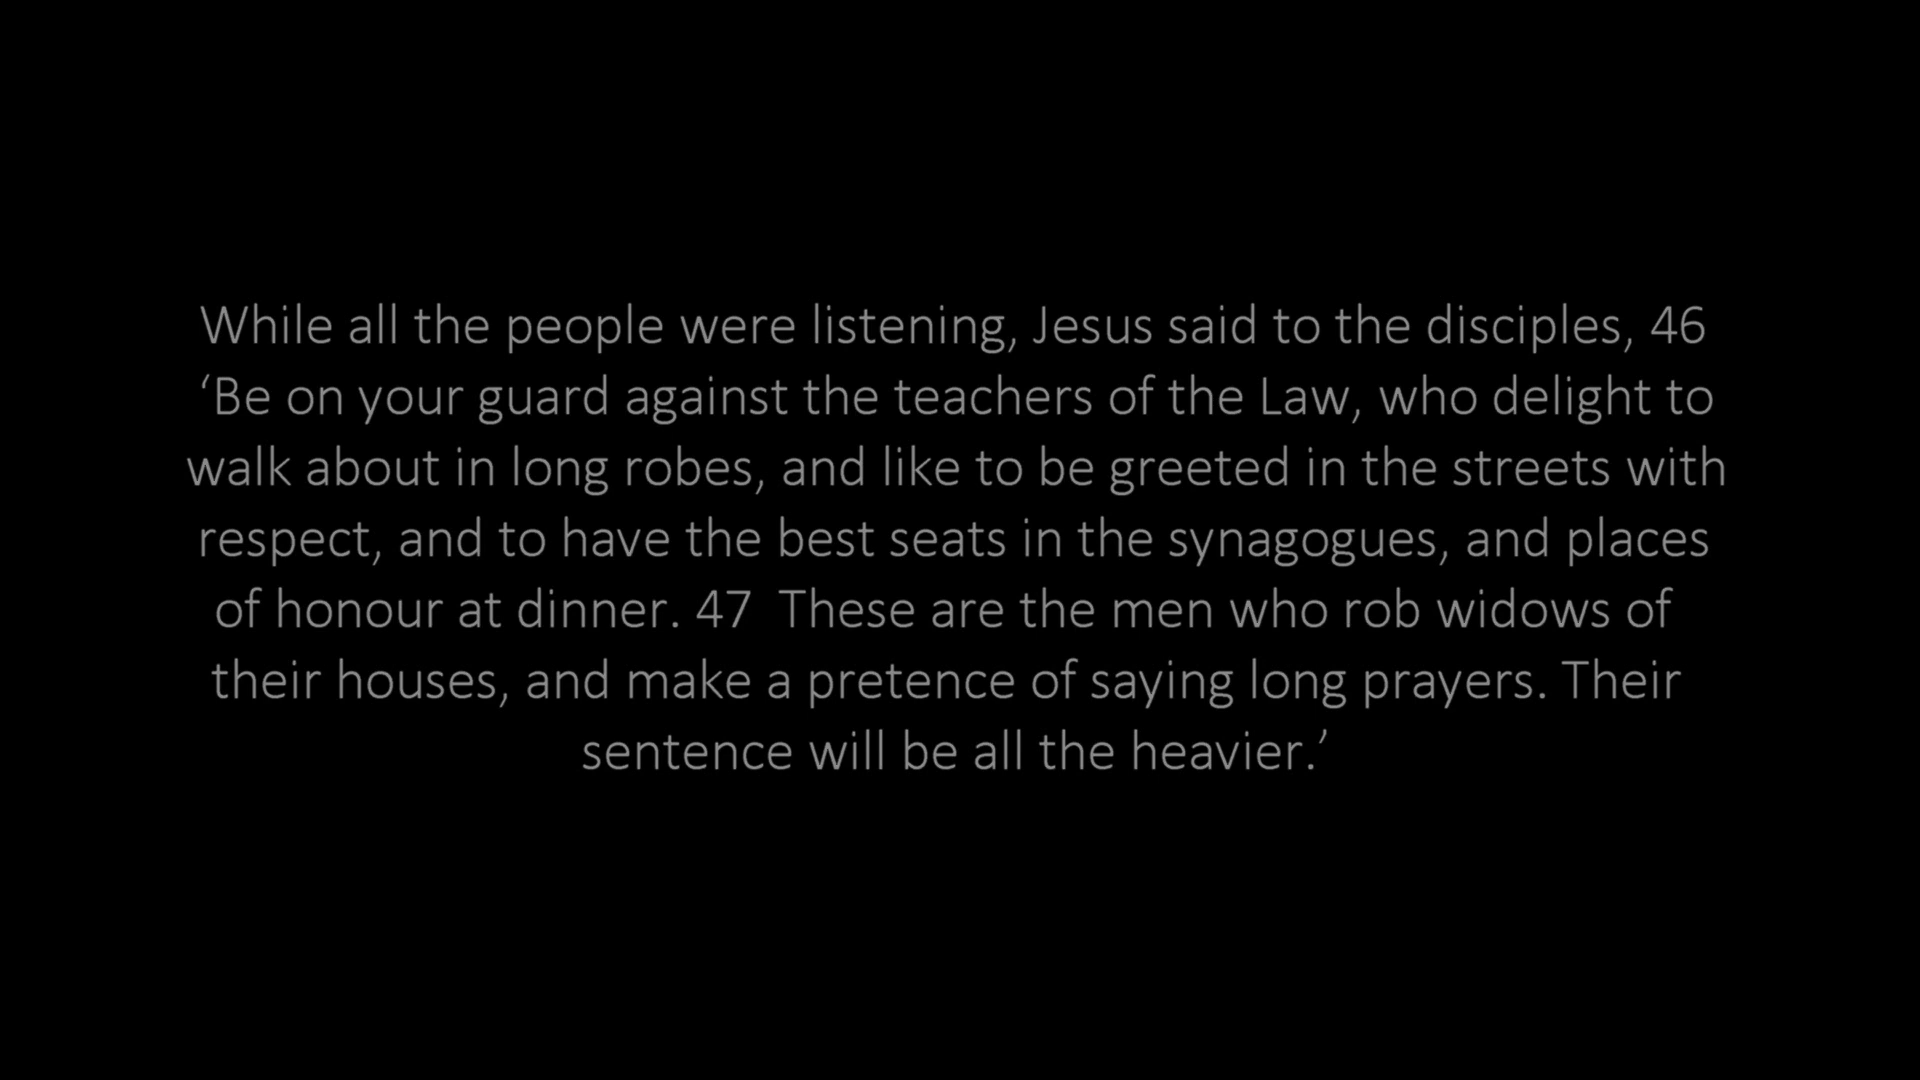 While all the people were listening, Jesus said to the disciples, 46
‘Be on your guard against the teachers of the Law, who delight to
walk about in long robes, and like to be greeted in the streets with
respect, and to have the best seats in the synagogues, and places
of honour at dinner. 47  These are the men who rob widows of
their houses, and make a pretence of saying long prayers. Their
sentence will be all the heavier.’